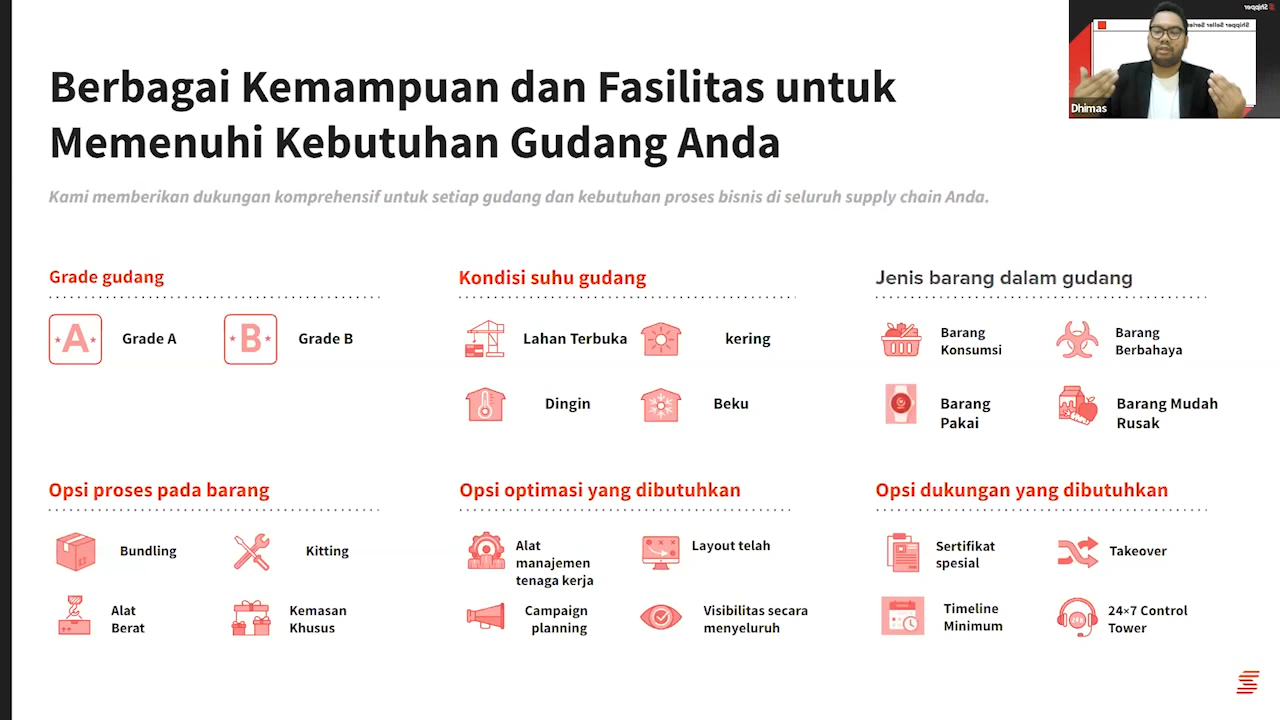 Shipper
Shipper Seller Series
Dhimas
Berbagai Kemampuan dan Fasilitas untuk
Memenuhi Kebutuhan Gudang Anda
Kami memberikan dukungan komprehensif untuk setiap gudang dan kebutuhan proses bisnis di seluruh supply chain Anda.
Grade gudang
A
Grade A
B
Grade B
Kondisi suhu gudang
Lahan Terbuka
kering
Dingin
Beku
Jenis barang dalam gudang
Barang
Konsumsi
Barang
Berbahaya
Barang
Pakai
Barang Mudah
Rusak
Opsi proses pada barang
Bundling
Kitting
Alat
Berat
Kemasan
Khusus
Opsi optimasi yang dibutuhkan
Alat
manajemen
tenaga kerja
Layout telah
Campaign
planning
Visibilitas secara
menyeluruh
Opsi dukungan yang dibutuhkan
Sertifikat
spesial
Takeover
Timeline
Minimum
24×7 Control
Tower